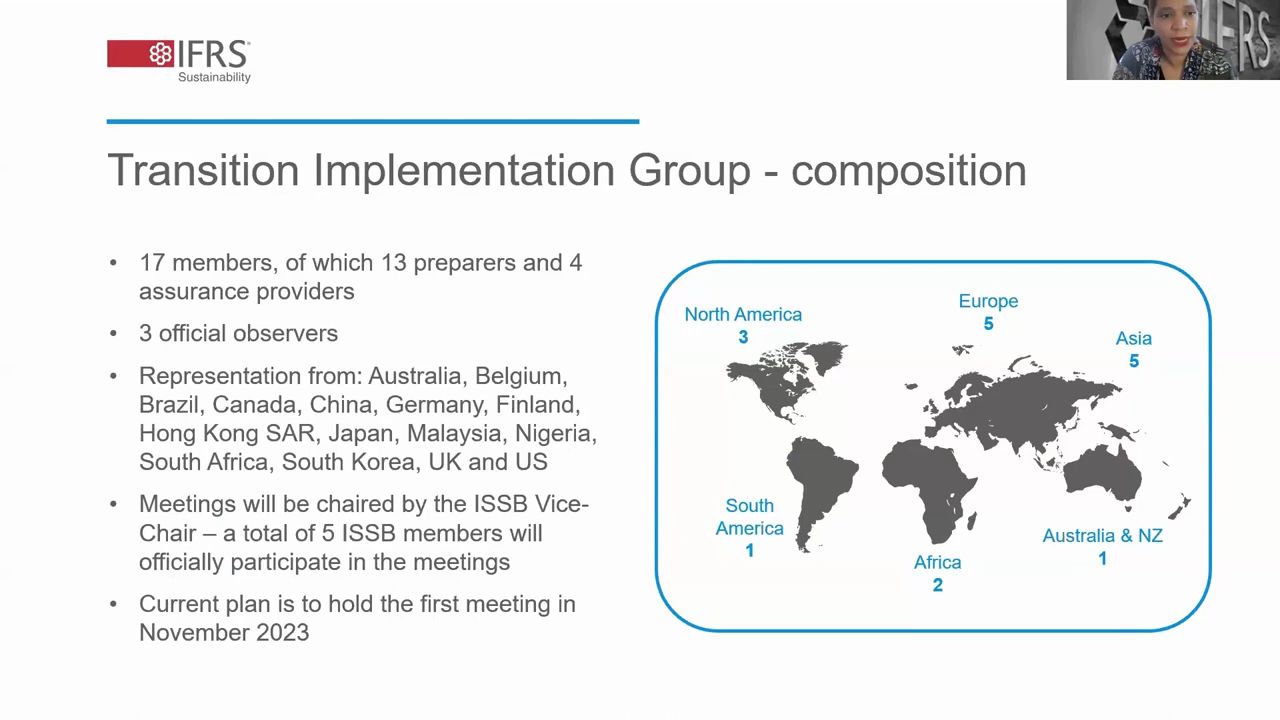 IFRS
Sustainability
IFRS
Transition Implementation Group - composition
• 17 members, of which 13 preparers and 4
assurance providers
• 3 official observers
• Representation from: Australia, Belgium,
Brazil, Canada, China, Germany, Finland,
Hong Kong SAR, Japan, Malaysia, Nigeria,
South Africa, South Korea, UK and US
• Meetings will be chaired by the ISSB Vice-
Chair – a total of 5 ISSB members will
officially participate in the meetings
• Current plan is to hold the first meeting in
November 2023
North America
3
Europe
5
Asia
5
South
America
1
Africa
2
Australia & NZ
1